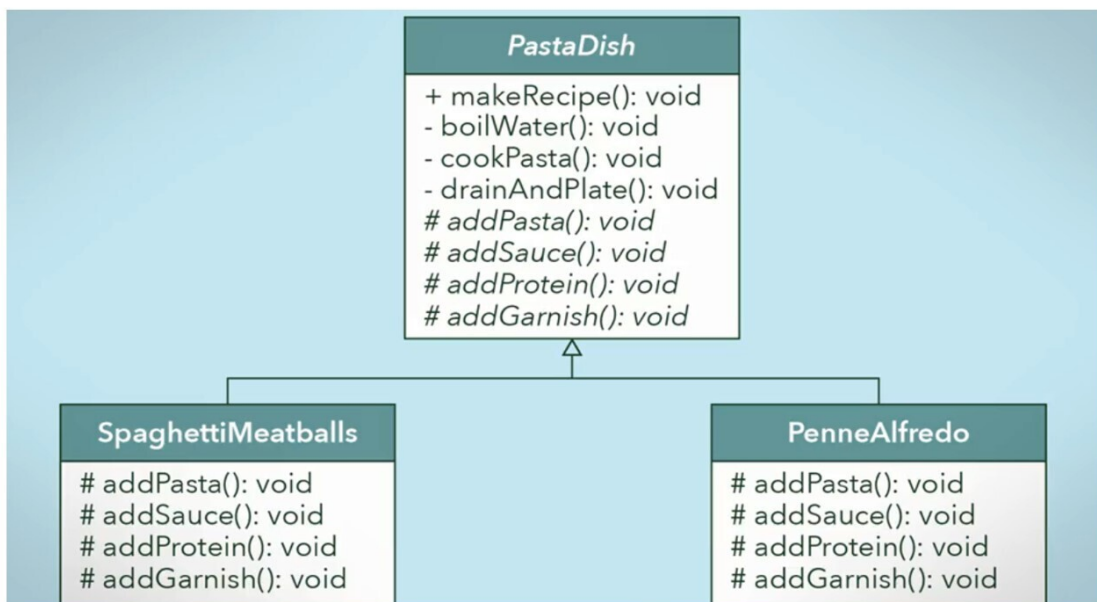 PastaDish
+ makeRecipe(): void
- boilWater(): void
- cookPasta(): void
- drainAndPlate(): void
# addPasta(): void
# addSauce(): void
# addProtein(): void
# addGarnish(): void
SpaghettiMeatballs
# addPasta(): void
# addSauce(): void
# addProtein(): void
# addGarnish(): void
PenneAlfredo
# addPasta(): void
# addSauce(): void
# addProtein(): void
# addGarnish(): void